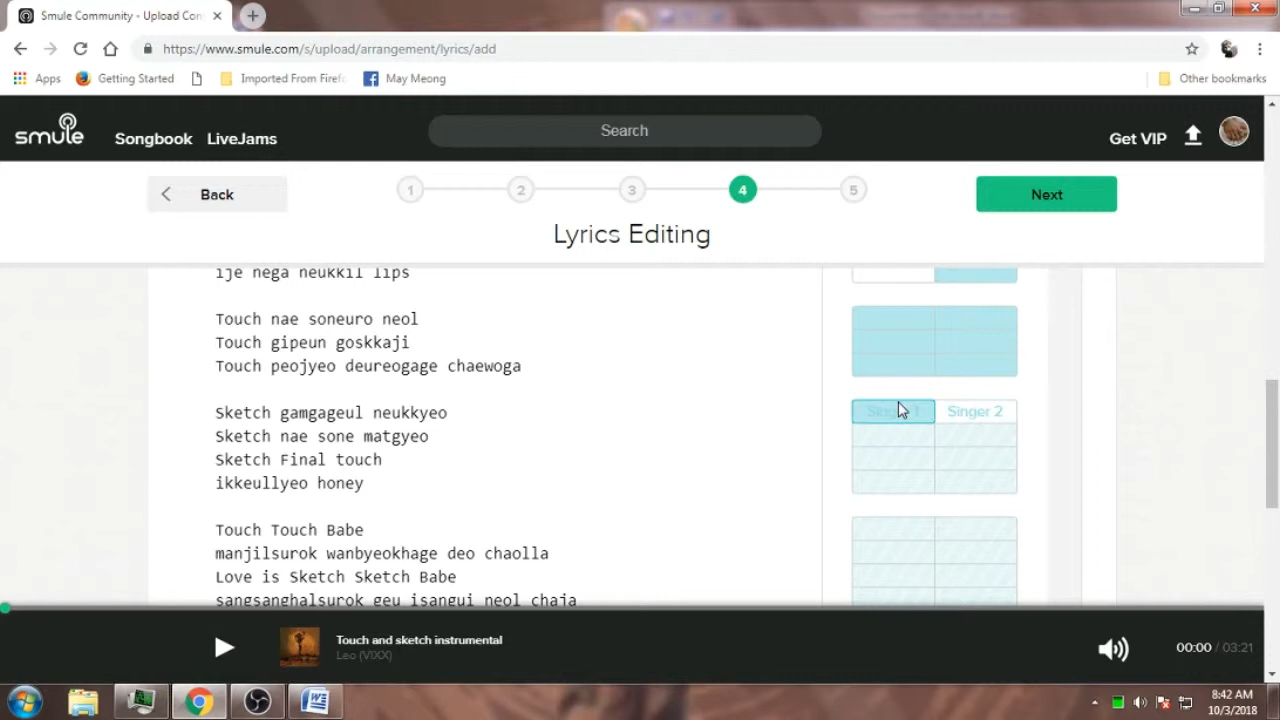 Smule Community - Upload Con
https://www.smule.com/s/upload/arrangement/lyrics/add
Apps Getting Started Imported From Firef May Meong Other bookmarks
smule Songbook LiveJams Search Get VIP
Back 1 2 3 4 5 Next
Lyrics Editing
ije nega neukkil lips
Touch nae soneuro neol
Touch gipeun goskkaji
Touch peojyeo deureogage chaewoga
Sketch gamgageul neukkyeo
Singer 1 Singer 2
Sketch nae sone matgyeo
Sketch Final touch
ikkeullyeo honey
Touch Touch Babe
manjilsurok wanbyeokhage deo chaolla
Love is Sketch Sketch Babe
sangsanghalsurok geu isangui neol chaja
Touch and sketch instrumental
Leo (VIXX)
00:00 / 03:21
8:42 AM
10/3/2018